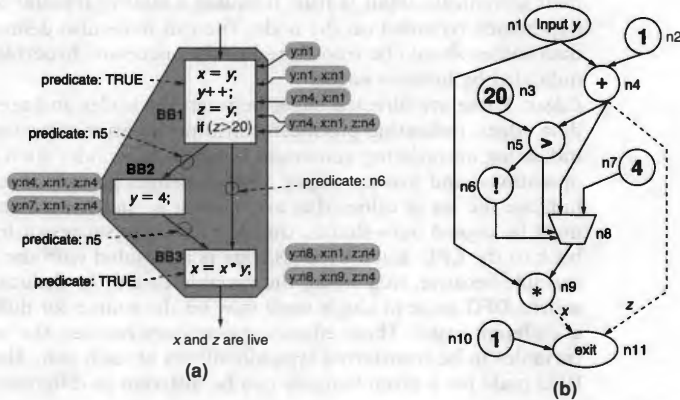 y:n1
predicate: TRUE
x = y;
y++;
z = y;
if (z>20)
BB1
y:n1, x:n1
y:n4, x:n1
y:n4, x:n1, z:n4
predicate: n5
BB2
y:n4, x:n1, z:n4
y:n7, x:n1, z:n4
y = 4;
predicate: n6
predicate: n5
predicate: TRUE
BB3
x = x* y;
y:n8, x:n1, z:n4
y:n8, x:n9, z:n4
x and z are live
(a)
n1
Input y
1
n2
+
n4
20
n3
n5
>
n7
4
n6
!
n8
*
n9
x
z
n10
1
exit
n11
(b)